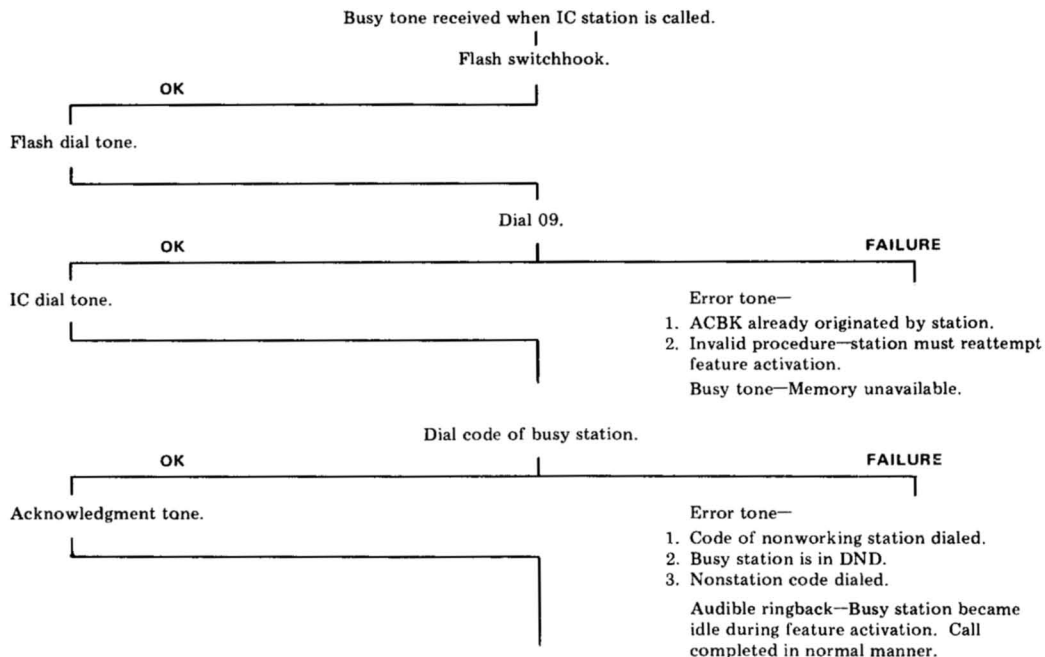 Busy tone received when IC station is called.
Flash switchhook.
OK
Flash dial tone.
Dial 09.
OK
FAILURE
IC dial tone.
Error tone—
1. ACBK already originated by station.
2. Invalid procedure—station must reattempt
feature activation.
Busy tone—Memory unavailable.
Dial code of busy station.
OK
FAILURE
Acknowledgment tone.
Error tone—
1. Code of nonworking station dialed.
2. Busy station is in DND.
3. Nonstation code dialed.
Audible ringback—Busy station became
idle during feature activation. Call
completed in normal manner.